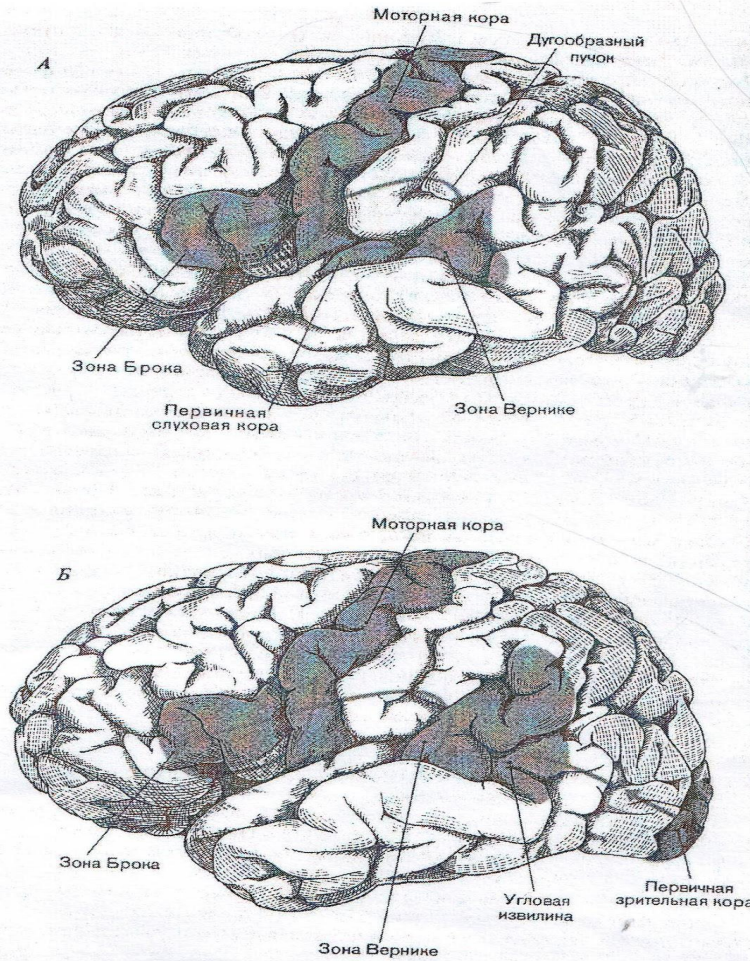 Моторная кора
Дугообразный
пучок
А
Зона Брока
Первичная
слуховая кора
Зона Вернике
Моторная кора
Б
Зона Брока
Угловая
извилина
Первичная
зрительная кора
Зона Вернике